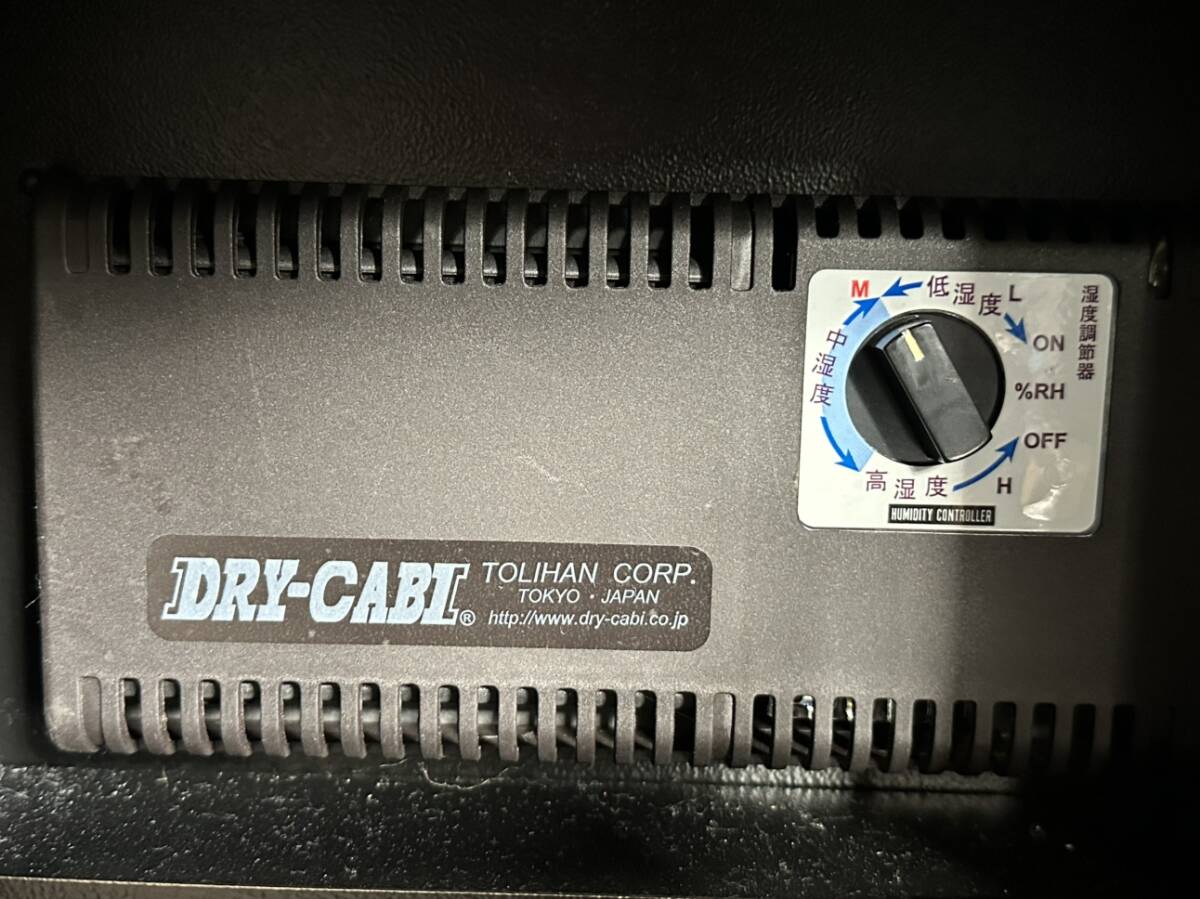 M
低湿度
L
ON
%RH
OFF
H
高湿度
中湿度
湿度調節器
HUMIDITY CONTROLLER
DRY-CABI®
TOLIHAN CORP.
TOKYO・JAPAN
http://www.dry-cabi.co.jp